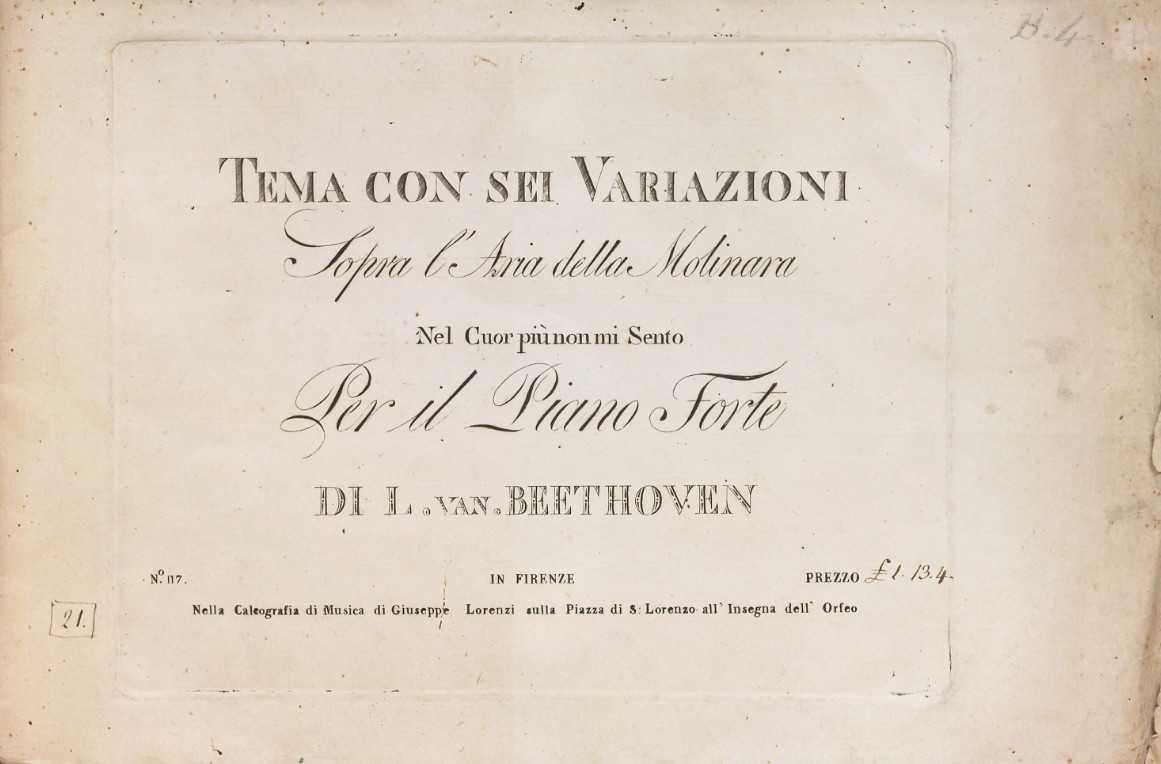 B.4
TEMA CON SEI VARIAZIONI
Sopra l'Aria della Molinara
Nel Cuor più non mi Sento
Per il Piano Forte
DI L. VAN. BEETHOVEN
N.o 117.
IN FIRENZE
PREZZO £ 1. 13.4.
21.
Nella Calcografia di Musica di Giuseppe Lorenzi sulla Piazza di S: Lorenzo all' Insegna dell' Orfeo